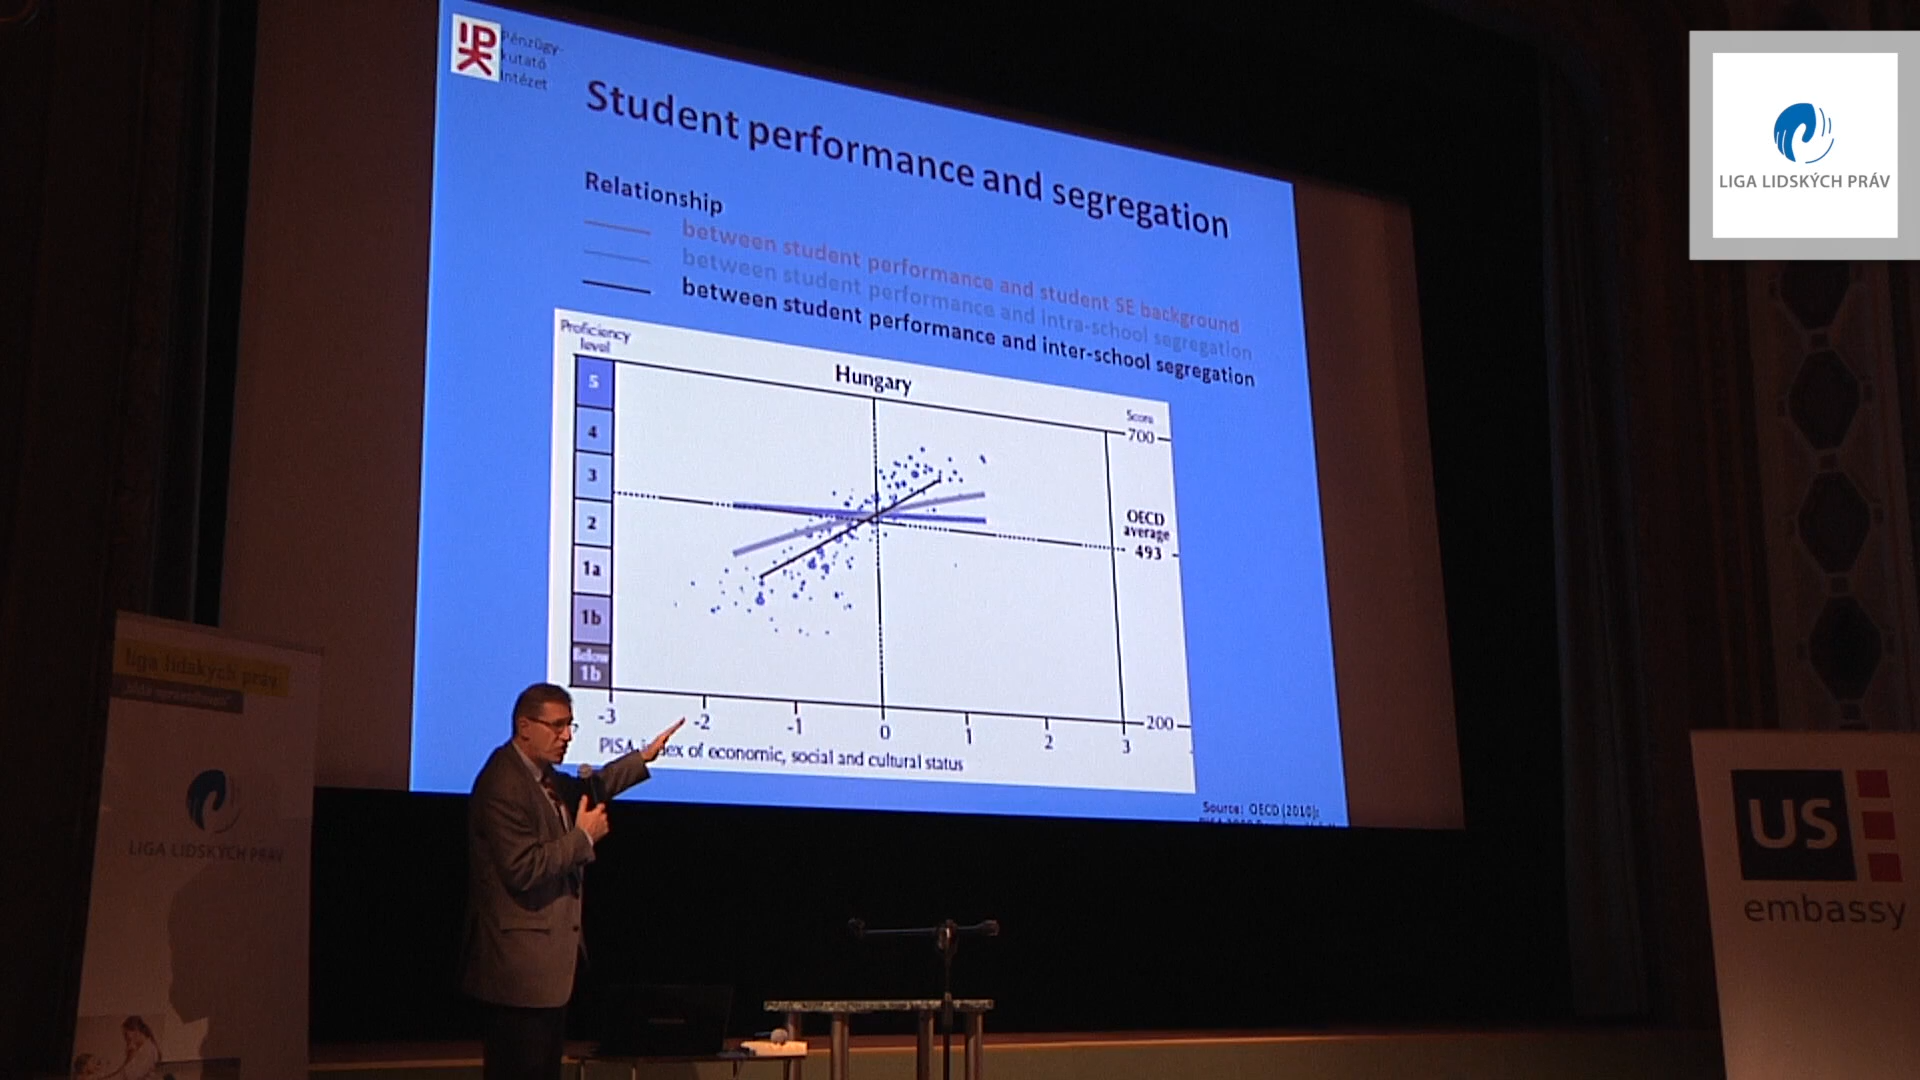 Pénzügy-
kutató
Intézet
Student performance and segregation
Relationship
between student performance and student SE background
between student performance and intra-school segregation
between student performance and inter-school segregation
Proficiency
level
Hungary
5
4
3
2
1a
1b
Below
1b
Score
700
OECD
average
493
200
-3
-2
-1
0
1
2
3
of economic, social and cultural status
Source: OECD (2010):
LIGA LIDSKÝCH PRÁV
liga lidských práv
LIGA LIDSKÝCH PRÁV
US
embassy